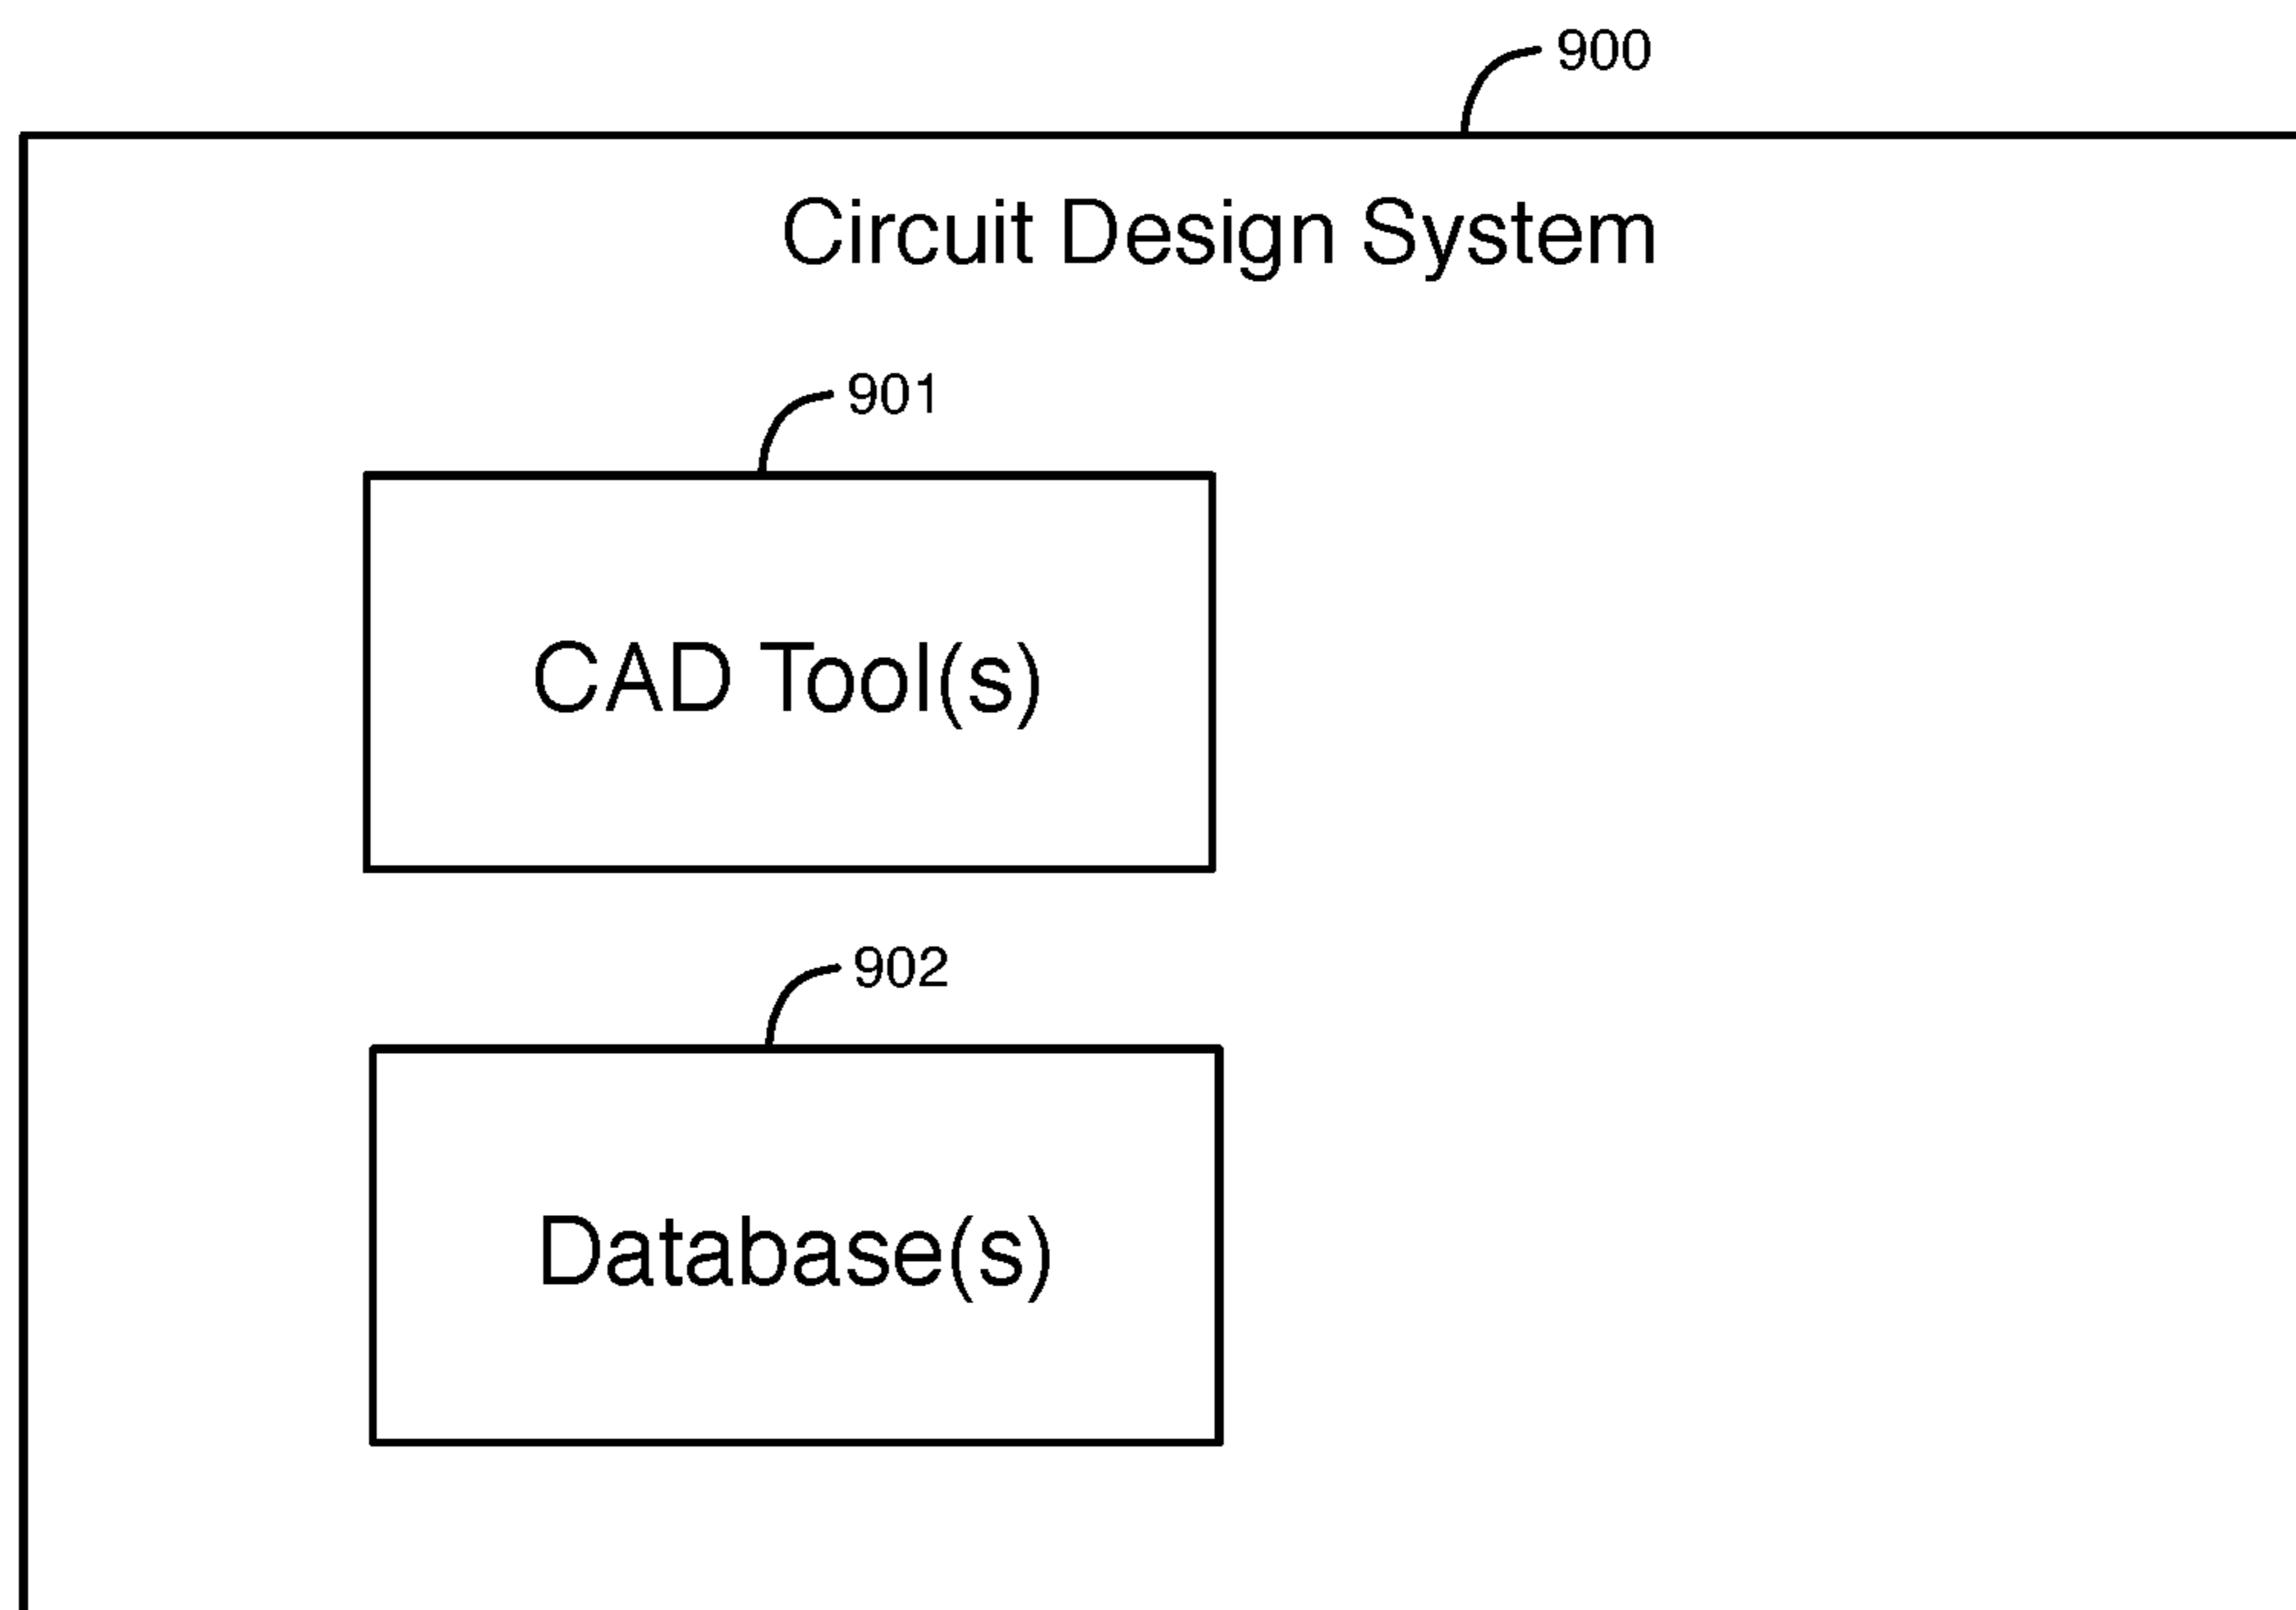 900
Circuit Design System
901
CAD Tool(s)
902
Database(s)